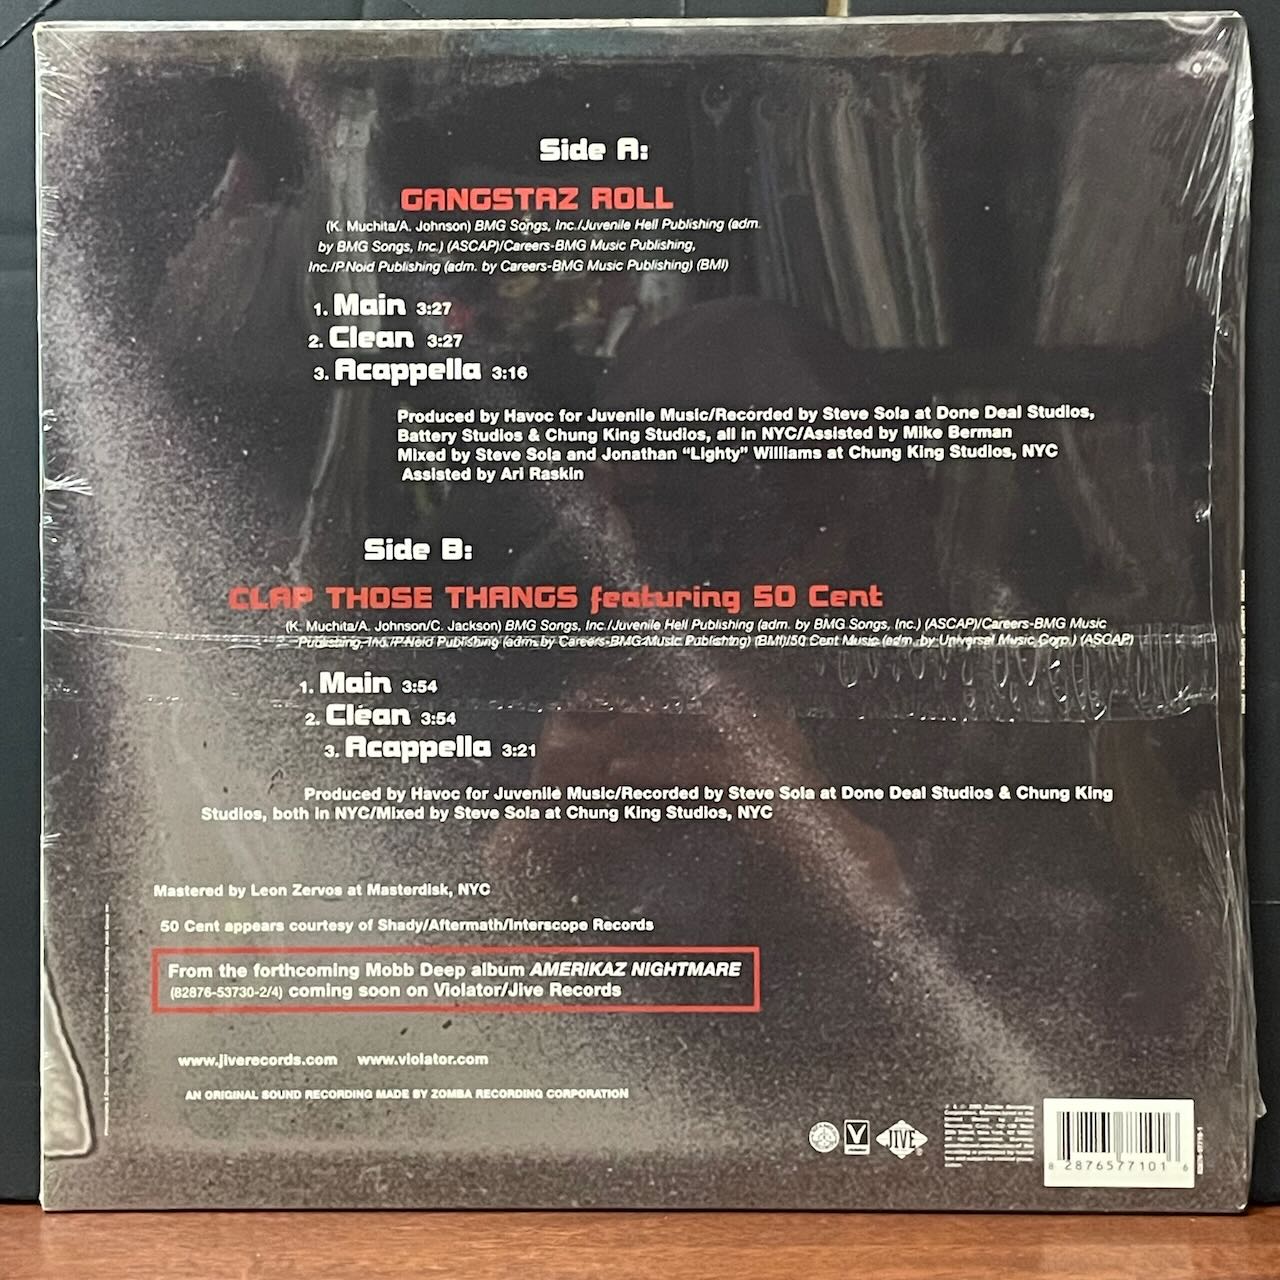 Side A:
GANGSTAZ ROLL
(K. Muchita/A. Johnson) BMG Songs, Inc./Juvenile Hell Publishing (adm.
by BMG Songs, Inc.) (ASCAP)/Careers-BMG Music Publishing,
Inc./P.Noid Publishing (adm. by Careers-BMG Music Publishing) (BMI)
1. Main 3:27
2. Clean 3:27
3. Acappella 3:16
Produced by Havoc for Juvenile Music/Recorded by Steve Sola at Done Deal Studios,
Battery Studios & Chung King Studios, all in NYC/Assisted by Mike Berman
Mixed by Steve Sola and Jonathan “Lighty” Williams at Chung King Studios, NYC
Assisted by Ari Raskin
Side B:
CLAP THOSE THANGS featuring 50 Cent
(K. Muchita/A. Johnson/C. Jackson) BMG Songs, Inc./Juvenile Hell Publishing (adm. by BMG Songs, Inc.) (ASCAP)/Careers-BMG Music
Publishing, Inc./P.Noid Publishing (adm. by Careers-BMG Music Publishing) (BMI)/50 Cent Music (adm. by Universal Music Corp.) (ASCAP)
1. Main 3:54
2. Clean 3:54
3. Acappella 3:21
Produced by Havoc for Juvenile Music/Recorded by Steve Sola at Done Deal Studios & Chung King
Studios, both in NYC/Mixed by Steve Sola at Chung King Studios, NYC
Mastered by Leon Zervos at Masterdisk, NYC
50 Cent appears courtesy of Shady/Aftermath/Interscope Records
From the forthcoming Mobb Deep album AMERIKAZ NIGHTMARE
(82876-53730-2/4) coming soon on Violator/Jive Records
www.jiverecords.com www.violator.com
AN ORIGINAL SOUND RECORDING MADE BY ZOMBA RECORDING CORPORATION
V
JIVE
8 2876577101 6